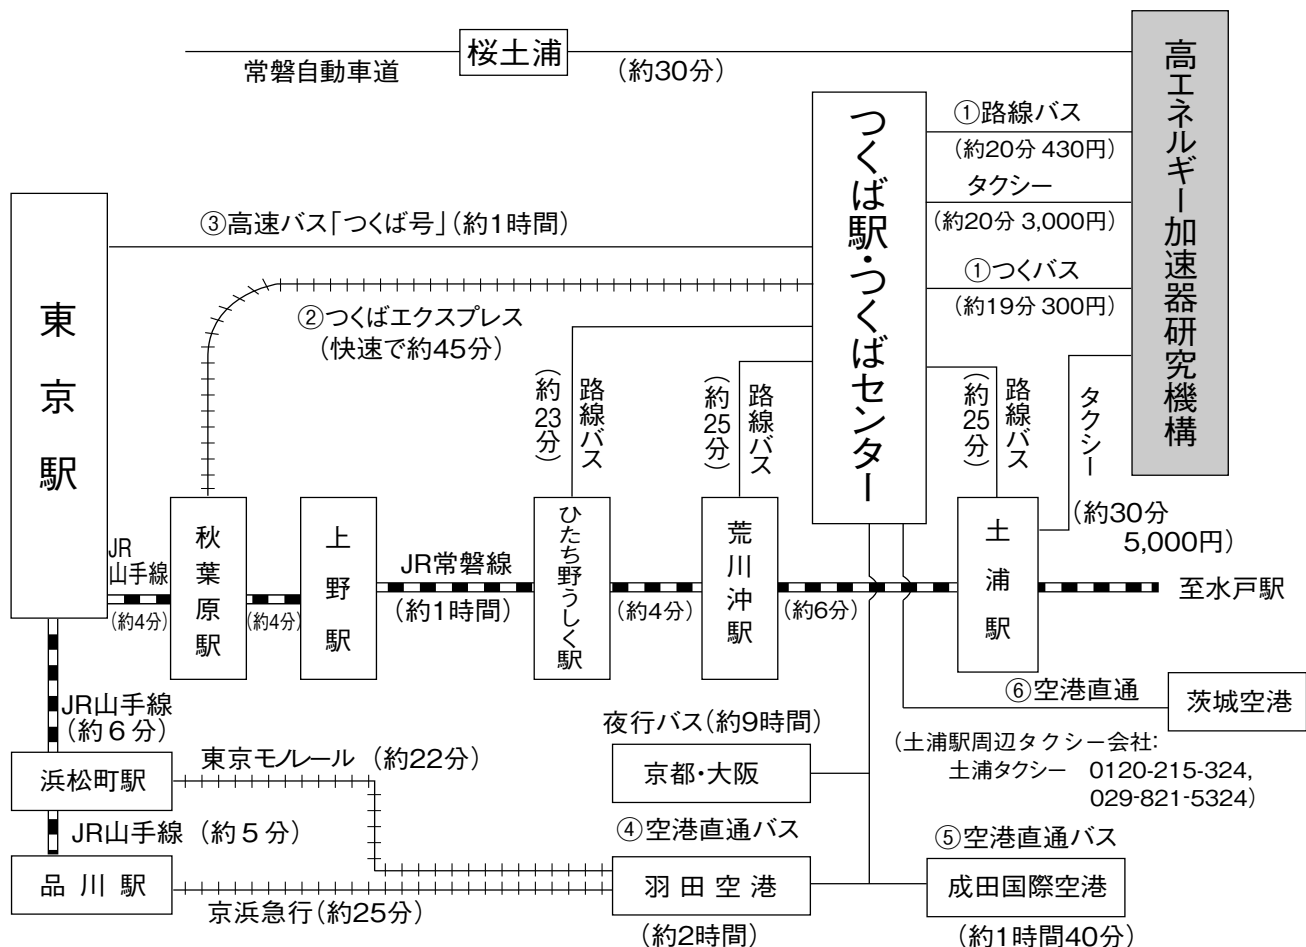 桜土浦
常磐自動車道
(約30分)
高エネルギー加速器研究機構
つくば駅・つくばセンター
①路線バス
(約20分 430円)
タクシー
(約20分 3,000円)
①つくバス
(約19分 300円)
東京駅
③高速バス「つくば号」(約1時間)
②つくばエクスプレス
(快速で約45分)
路線バス
(約23分)
路線バス
(約25分)
路線バス
(約25分)
タクシー
(約30分
5,000円)
JR
山手線
(約4分)
秋葉原駅
(約4分)
上野駅
JR常磐線
(約1時間)
ひたち野うしく駅
(約4分)
荒川沖駅
(約6分)
土浦駅
至水戸駅
JR山手線
(約6分)
⑥空港直通
茨城空港
夜行バス(約9時間)
京都・大阪
(土浦駅周辺タクシー会社:
土浦タクシー 0120-215-324,
029-821-5324)
浜松町駅
東京モノレール (約22分)
JR山手線 (約5分)
④空港直通バス
⑤空港直通バス
品川駅
京浜急行(約25分)
羽田空港
(約2時間)
成田国際空港
(約1時間40分)